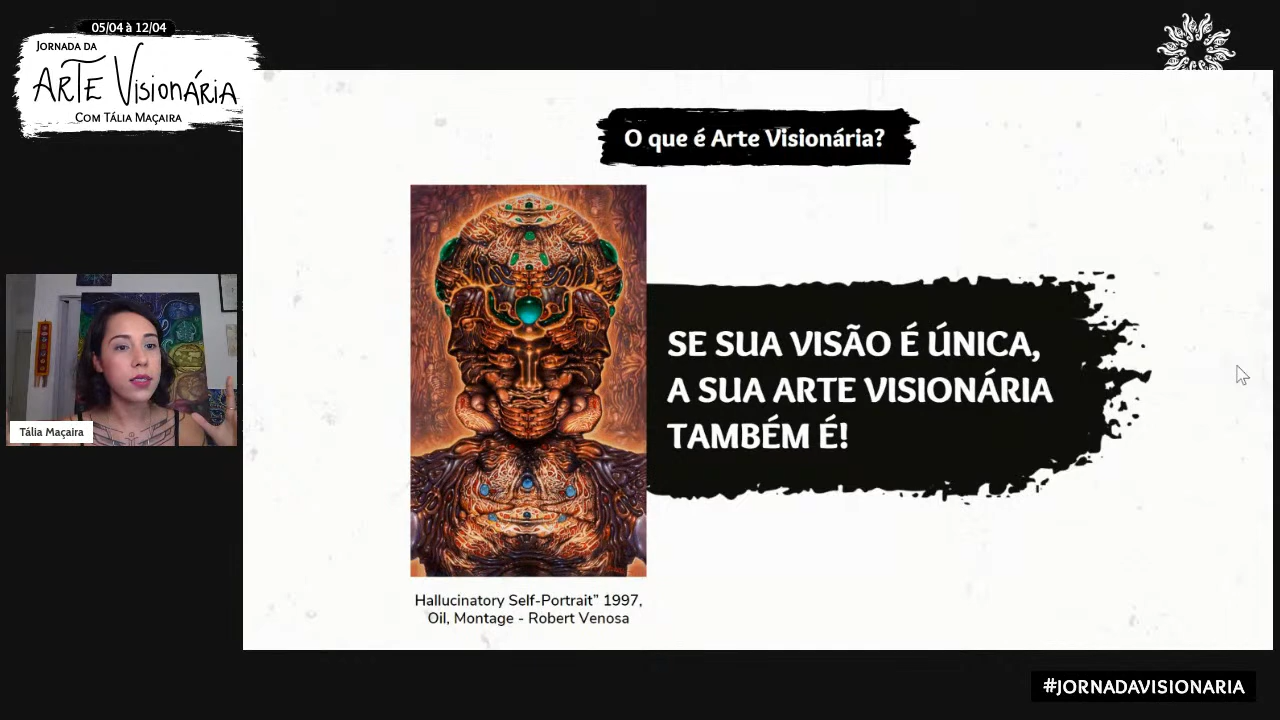 05/04 à 12/04
JORNADA DA
ARTE VISIONÁRIA
COM TÁLIA MAÇAIRA
O que é Arte Visionária?
SE SUA VISÃO É ÚNICA,
A SUA ARTE VISIONÁRIA
TAMBÉM É!
Tália Maçaira
Hallucinatory Self-Portrait” 1997,
Oil, Montage - Robert Venosa
#JORNADAVISIONARIA